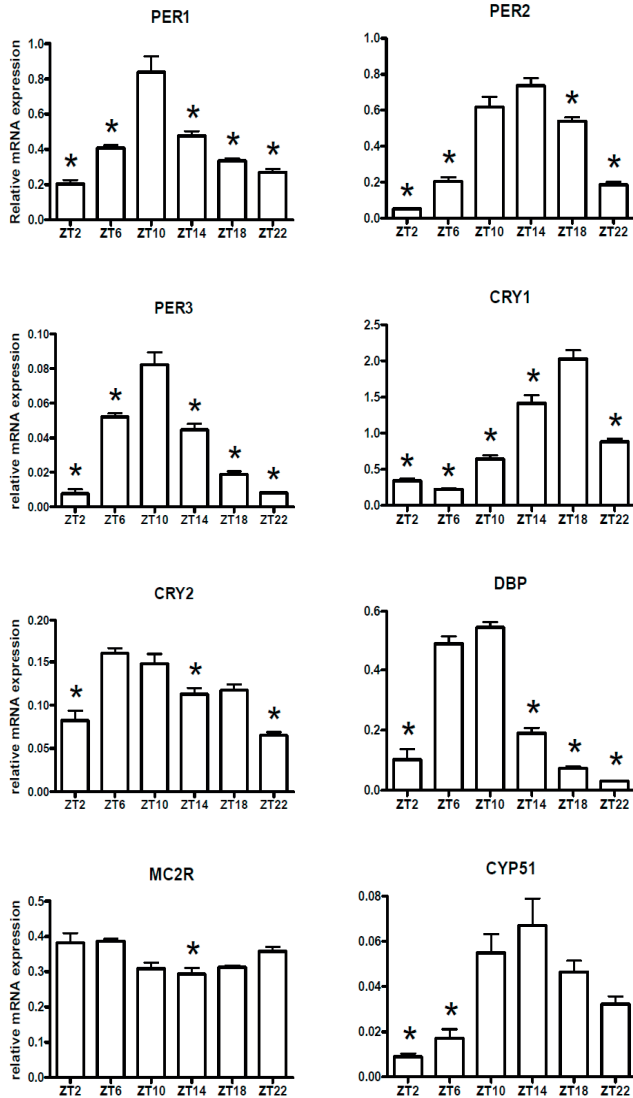 PER1
Relative mRNA expression
1.0
0.8
0.6
0.4
0.2
0.0
* * * * *
ZT2 ZT6 ZT10 ZT14 ZT18 ZT22
PER2
1.0
0.8
0.6
0.4
0.2
0.0
* * * *
ZT2 ZT6 ZT10 ZT14 ZT18 ZT22
PER3
relative mRNA expression
0.10
0.08
0.06
0.04
0.02
0.00
* * * * *
ZT2 ZT6 ZT10 ZT14 ZT18 ZT22
CRY1
2.5
2.0
1.5
1.0
0.5
0.0
* * * * *
ZT2 ZT6 ZT10 ZT14 ZT18 ZT22
CRY2
relative mRNA expression
0.20
0.15
0.10
0.05
0.00
* * *
ZT2 ZT6 ZT10 ZT14 ZT18 ZT22
DBP
0.6
0.4
0.2
0.0
* * * *
ZT2 ZT6 ZT10 ZT14 ZT18 ZT22
MC2R
relative mRNA expression
0.5
0.4
0.3
0.2
0.1
0.0
*
ZT2 ZT6 ZT10 ZT14 ZT18 ZT22
CYP51
0.08
0.06
0.04
0.02
0.00
* *
ZT2 ZT6 ZT10 ZT14 ZT18 ZT22